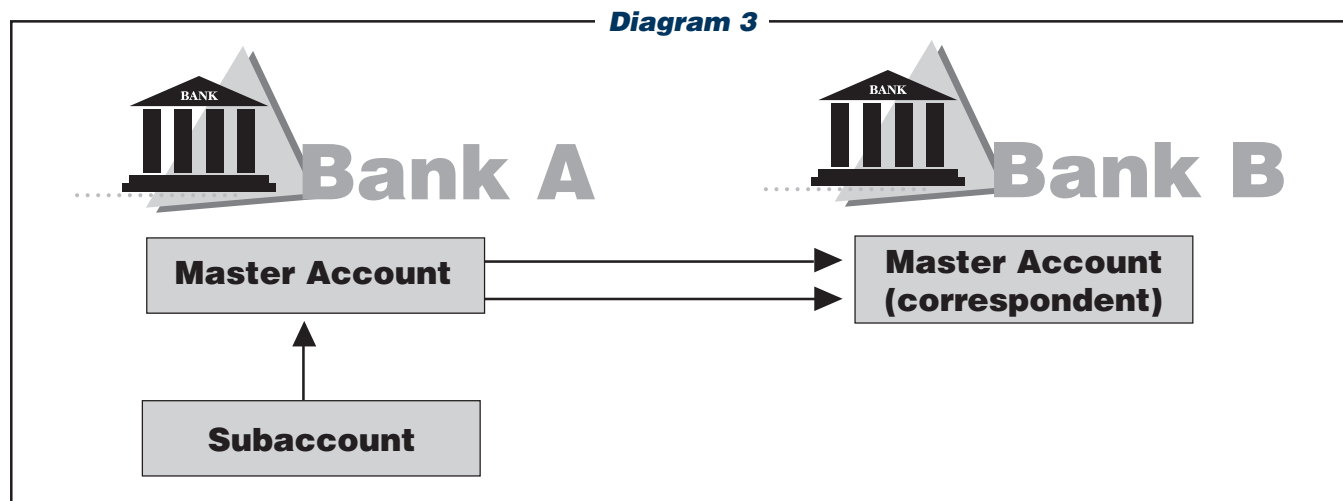 Diagram 3
BANK
Bank A
BANK
Bank B
Master Account
Master Account
(correspondent)
Subaccount